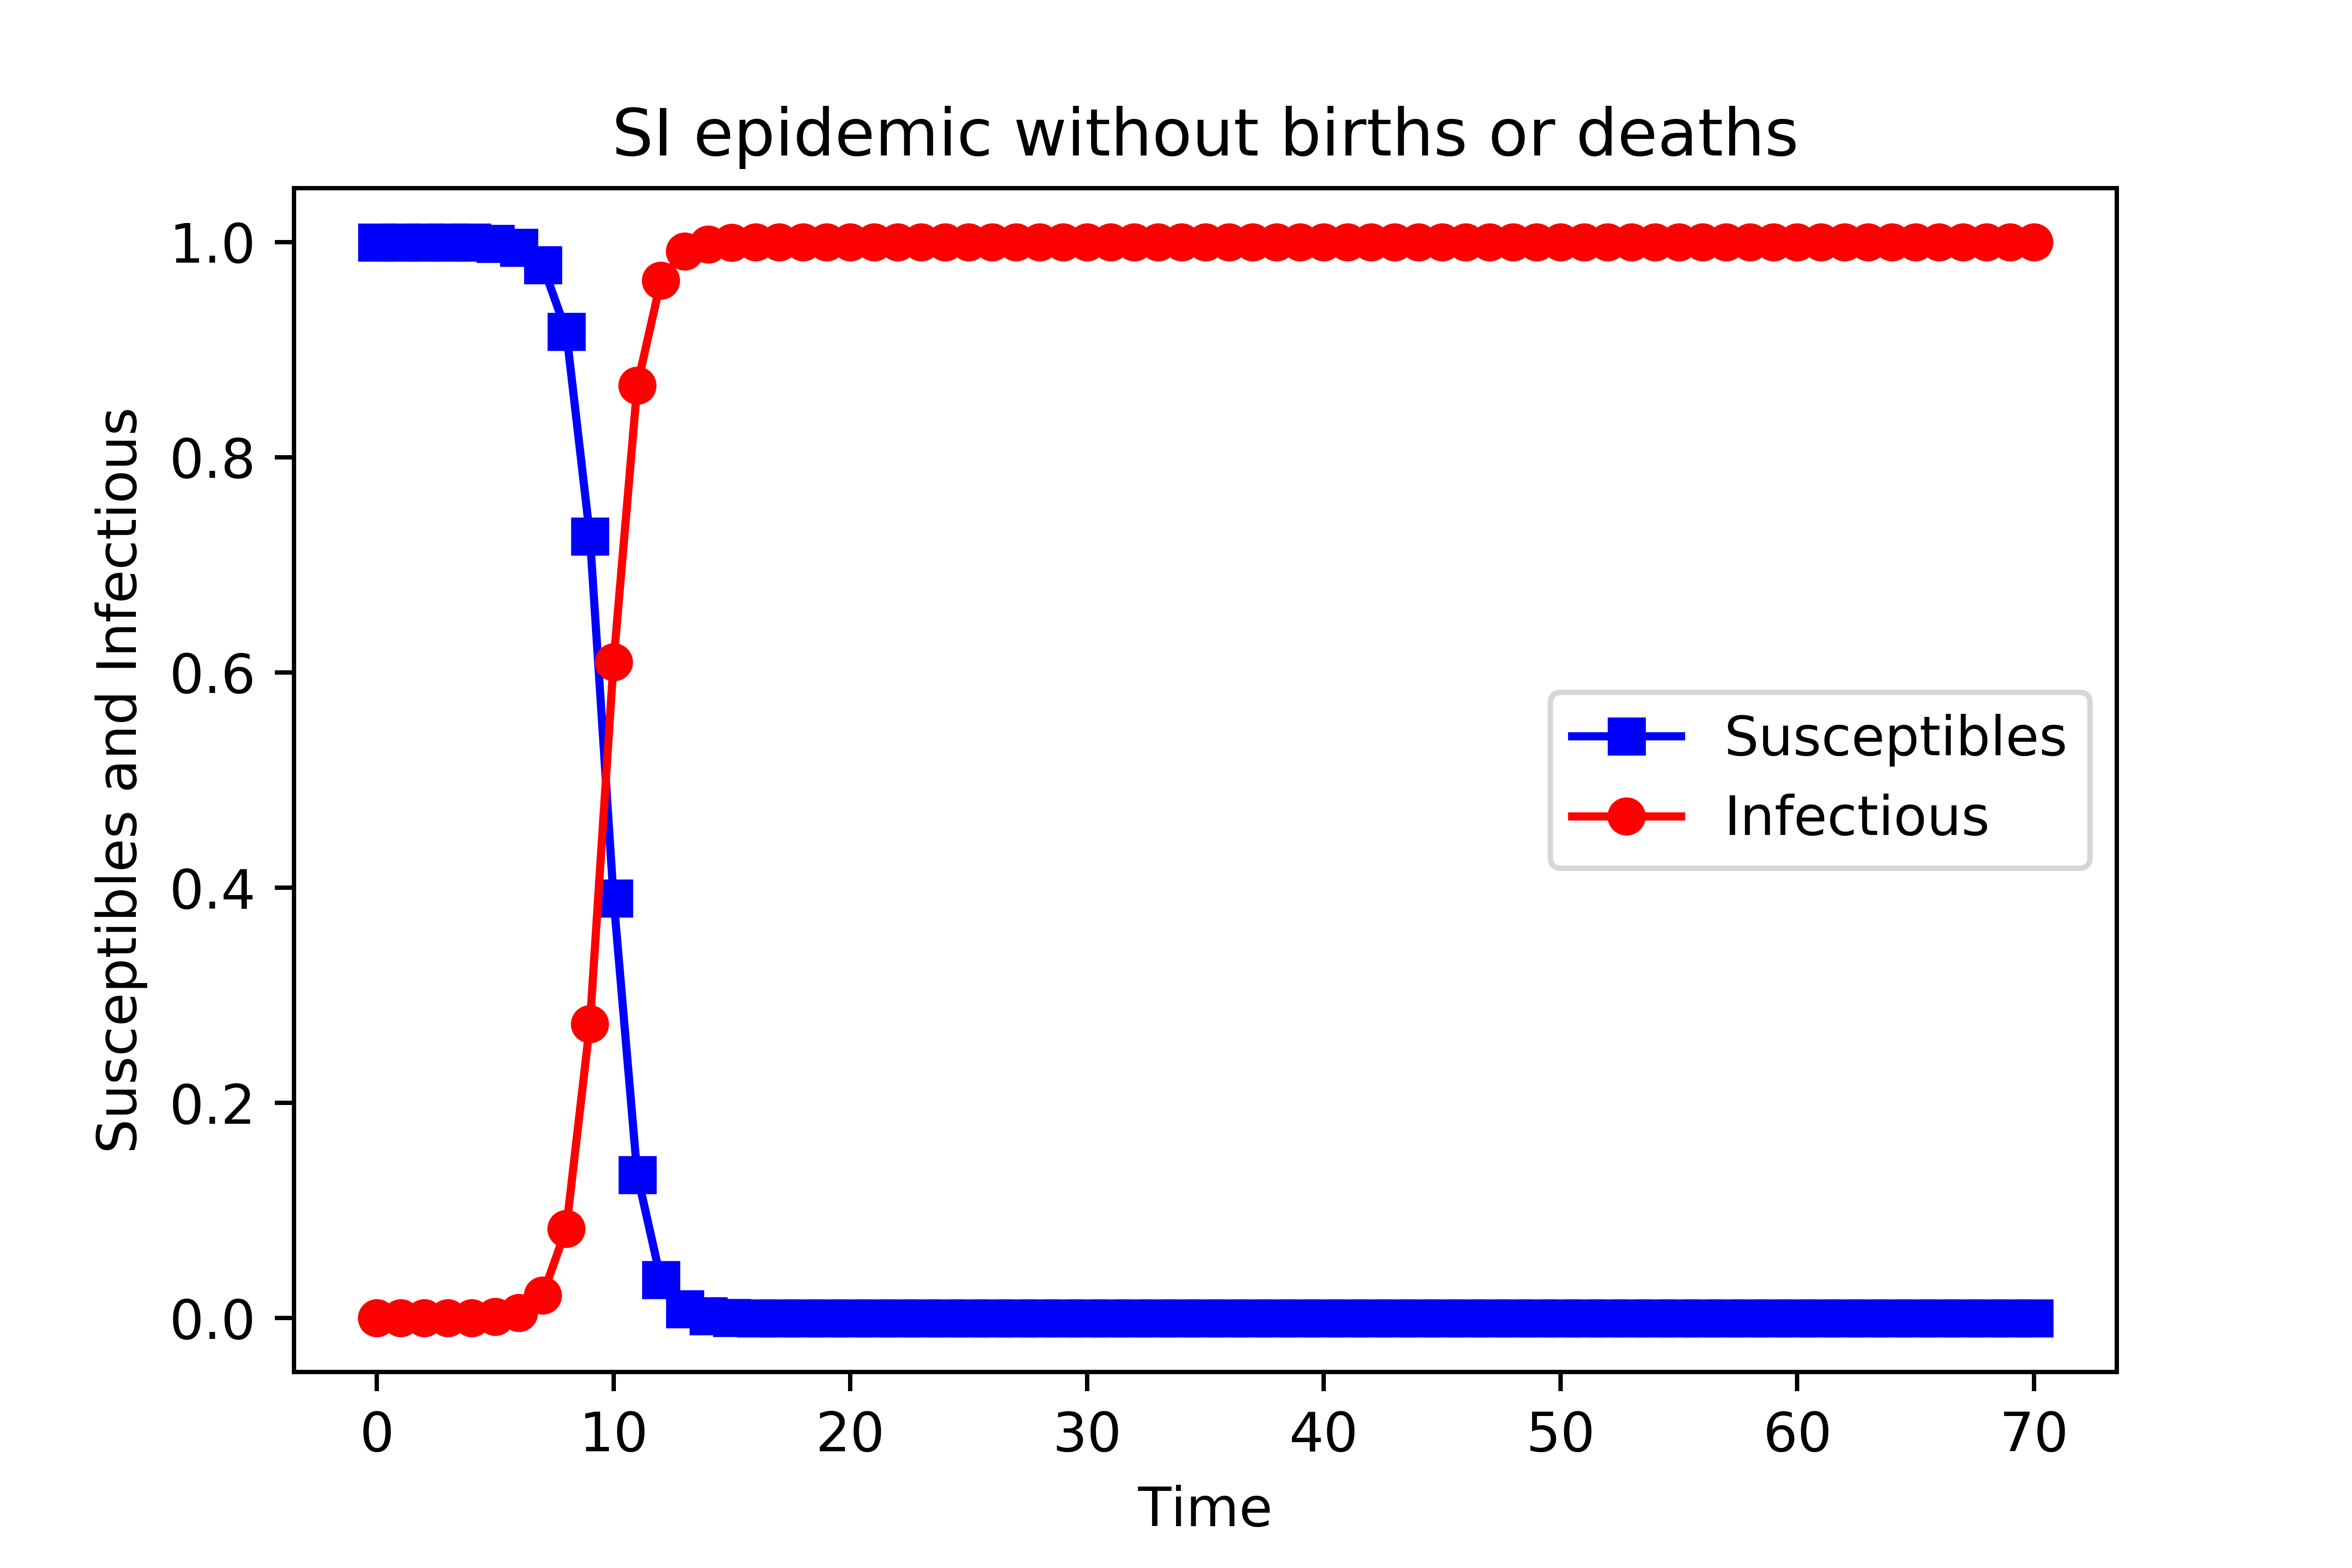 SI epidemic without births or deaths
Susceptibles and Infectious
1.0
0.8
0.6
0.4
0.2
0.0
Susceptibles
Infectious
0 10 20 30 40 50 60 70
Time